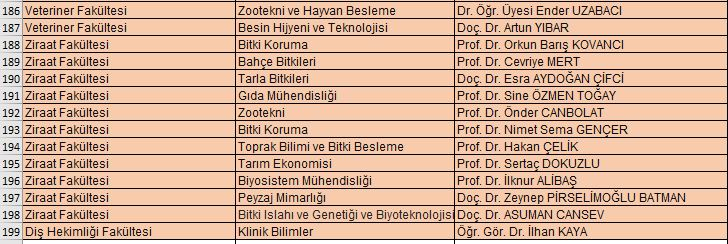 186 Veteriner Fakültesi Zootekni ve Hayvan Besleme Dr. Öğr. Üyesi Ender UZABACI
187 Veteriner Fakültesi Besin Hijyeni ve Teknolojisi Doç. Dr. Artun YIBAR
188 Ziraat Fakültesi Bitki Koruma Prof. Dr. Orkun Barış KOVANCI
189 Ziraat Fakültesi Bahçe Bitkileri Prof. Dr. Cevriye MERT
190 Ziraat Fakültesi Tarla Bitkileri Doç. Dr. Esra AYDOĞAN ÇİFCİ
191 Ziraat Fakültesi Gıda Mühendisliği Prof. Dr. Sine ÖZMEN TOĞAY
192 Ziraat Fakültesi Zootekni Prof. Dr. Önder CANBOLAT
193 Ziraat Fakültesi Bitki Koruma Prof. Dr. Nimet Sema GENÇER
194 Ziraat Fakültesi Toprak Bilimi ve Bitki Besleme Prof. Dr. Hakan ÇELİK
195 Ziraat Fakültesi Tarım Ekonomisi Prof. Dr. Sertaç DOKUZLU
196 Ziraat Fakültesi Biyosistem Mühendisliği Prof. Dr. Ilknur ALİBAŞ
197 Ziraat Fakültesi Peyzaj Mimarlığı Doç. Dr. Zeynep PİRSELİMOĞLU BATMAN
198 Ziraat Fakültesi Bitki Islahı ve Genetiği ve Biyoteknolojisi Doç. Dr. ASUMAN CANSEV
199 Diş Hekimliği Fakültesi Klinik Bilimler Öğr. Gör. Dr. İlhan KAYA